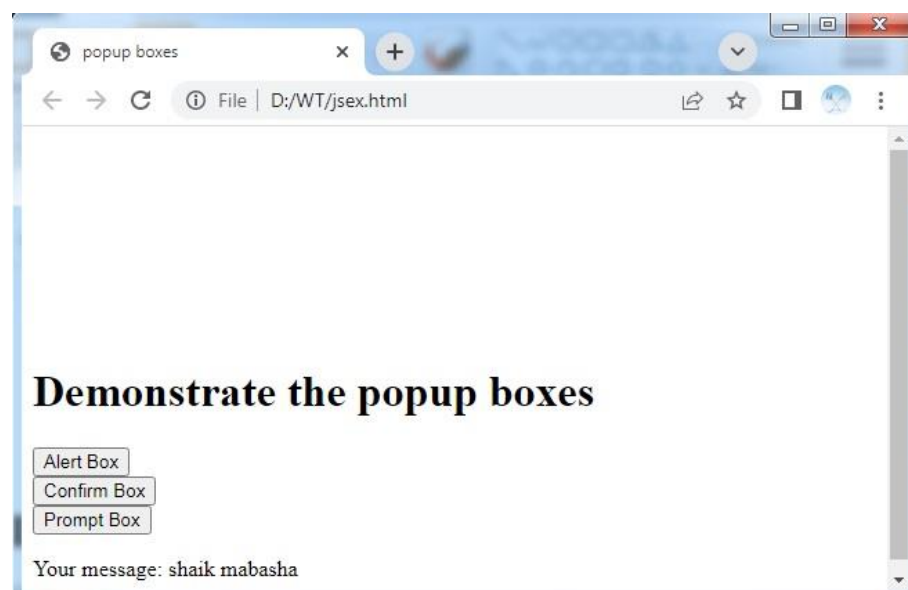 popup boxes
File | D:/WT/jsex.html
Demonstrate the popup boxes
Alert Box
Confirm Box
Prompt Box
Your message: shaik mabasha